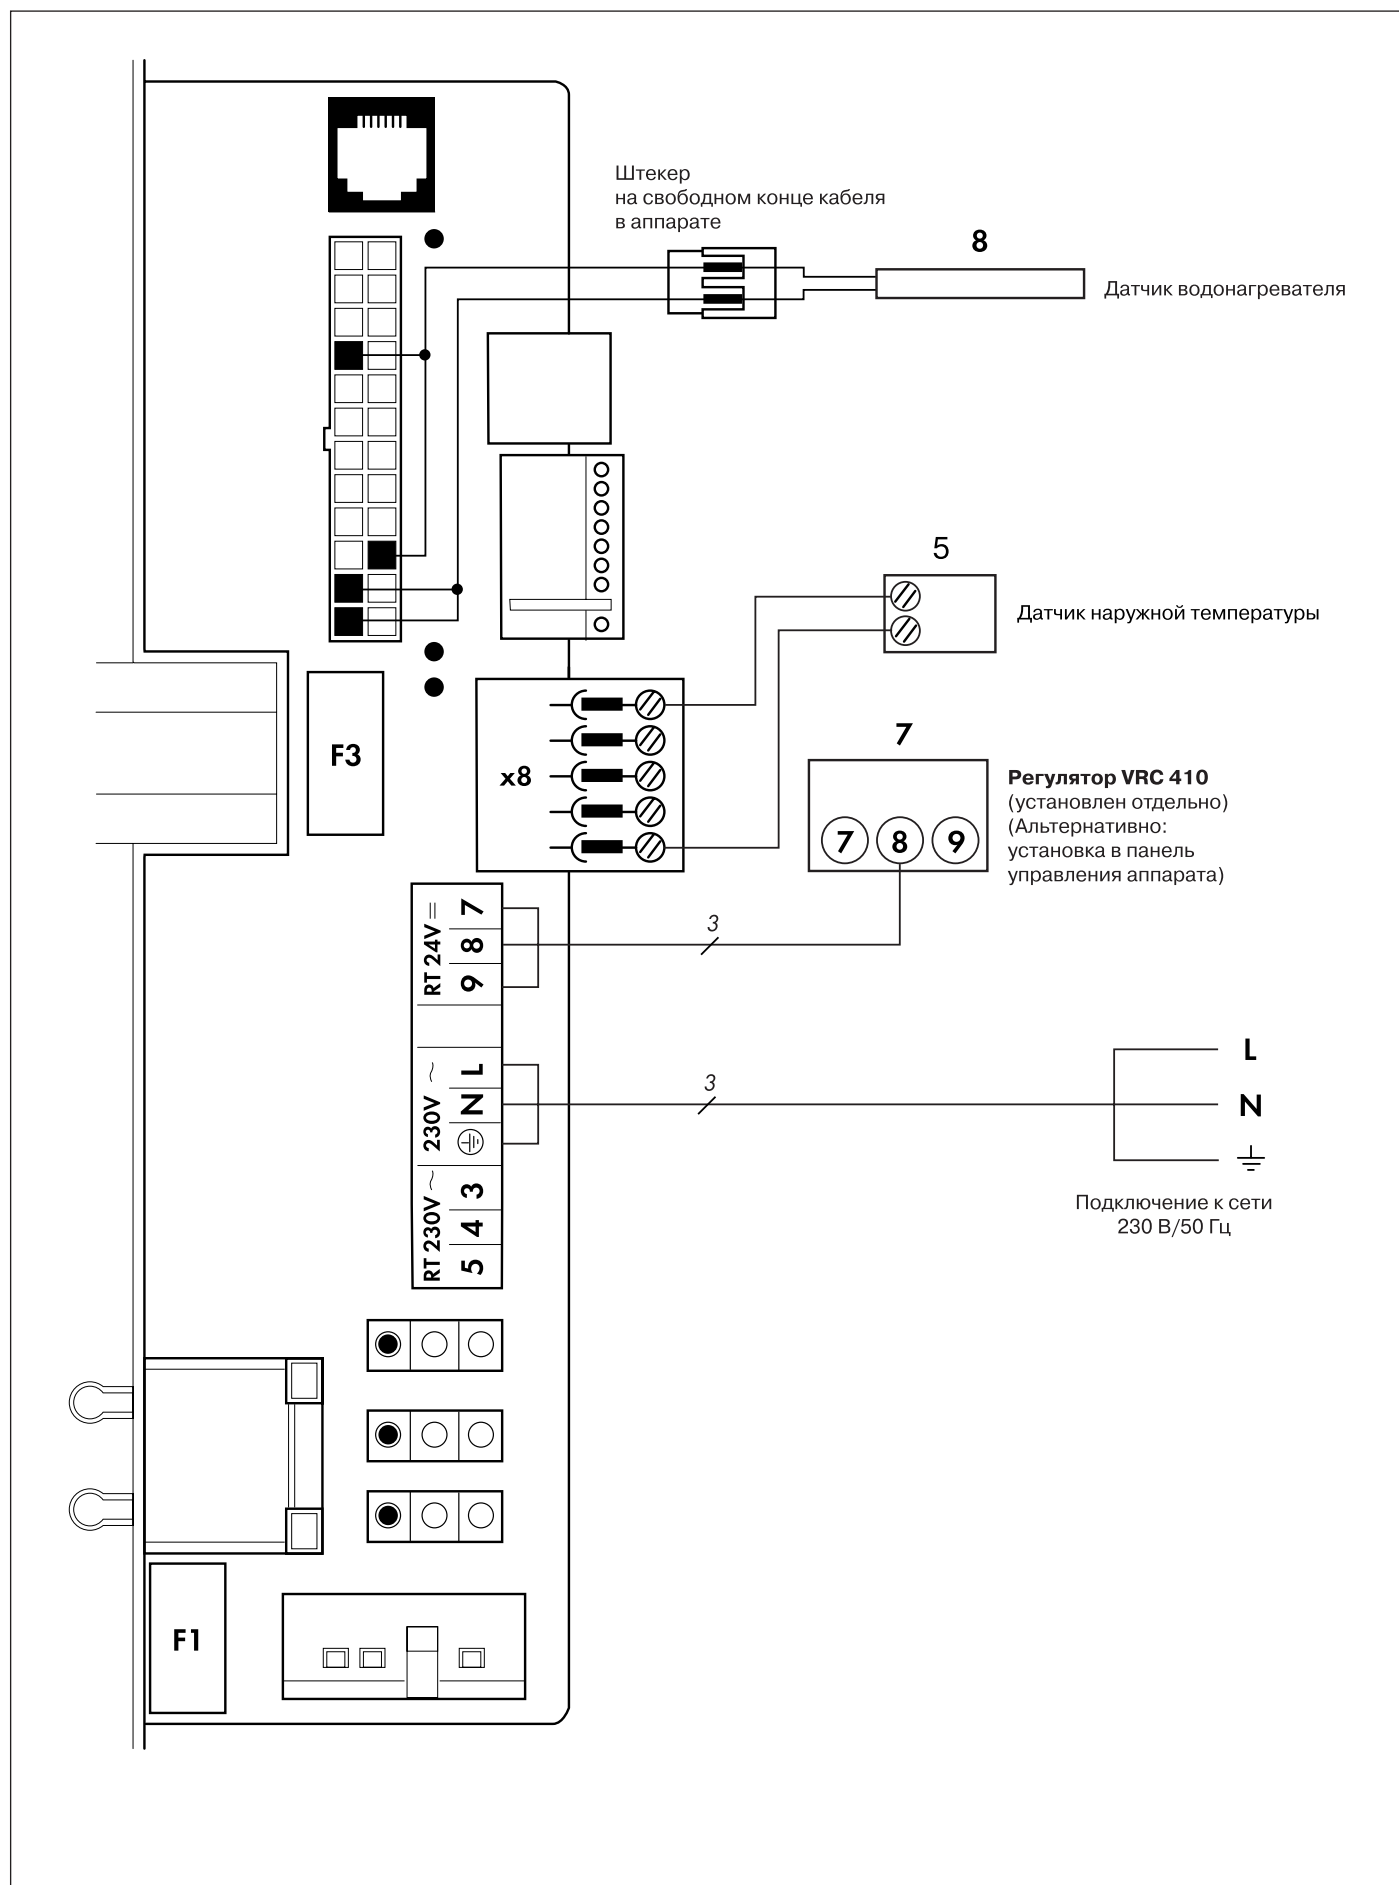 Штекер
на свободном конце кабеля
в аппарате
8
Датчик водонагревателя
5
Датчик наружной температуры
F3
x8
7
Регулятор VRC 410
(установлен отдельно)
(Альтернативно:
установка в панель
управления аппарата)
7 8 9
RT 24V =
7
8
9
3
230V ~
L
N
3
L
N
RT 230V ~
3
4
5
Подключение к сети
230 В/50 Гц
F1